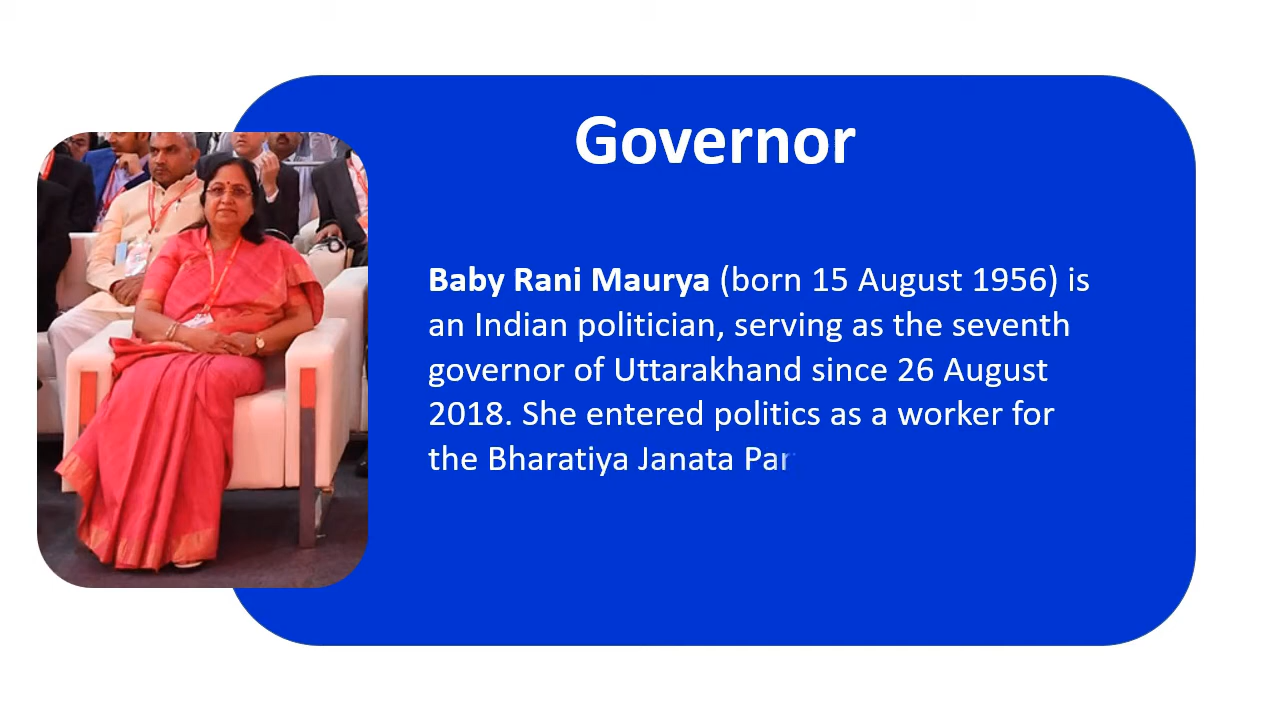 Governor
Baby Rani Maurya (born 15 August 1956) is
an Indian politician, serving as the seventh
governor of Uttarakhand since 26 August
2018. She entered politics as a worker for
the Bharatiya Janata Par